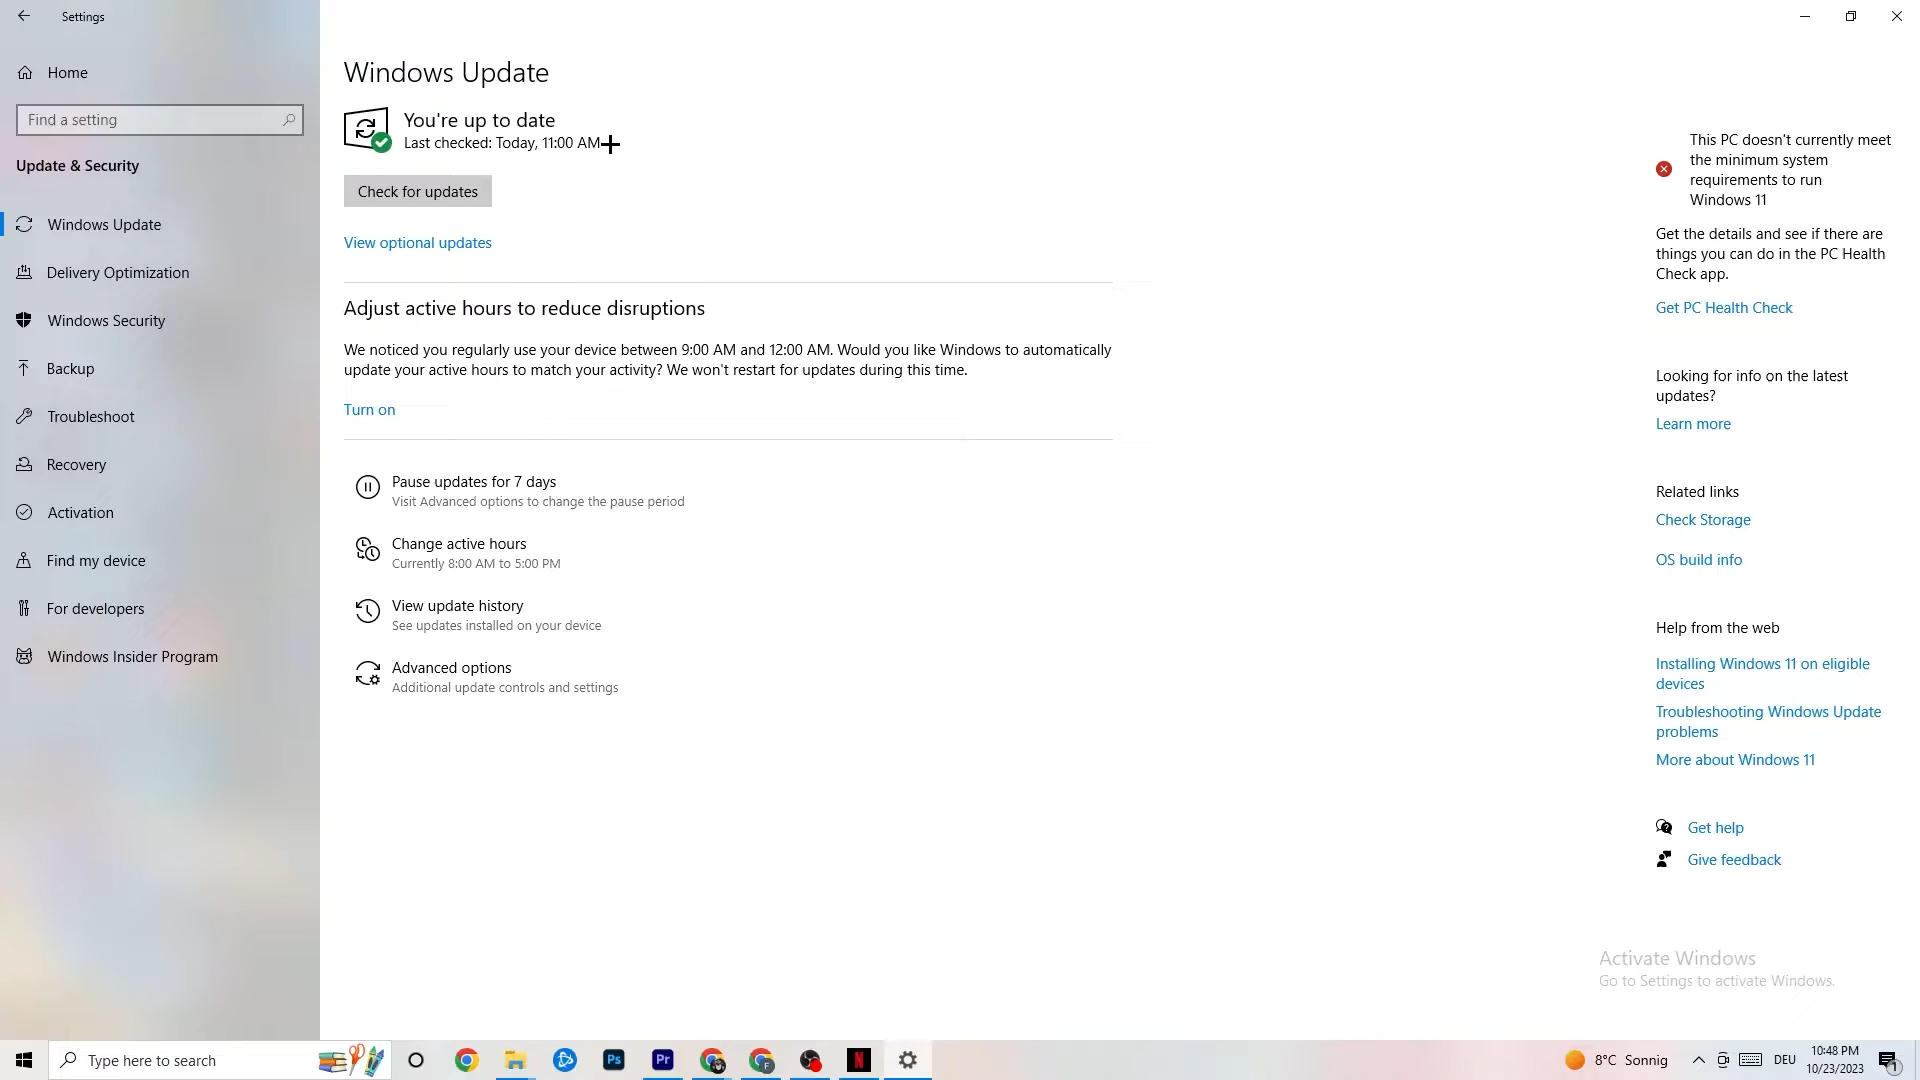 Settings
Home
Find a setting
Update & Security
Windows Update
Delivery Optimization
Windows Security
Backup
Troubleshoot
Recovery
Activation
Find my device
For developers
Windows Insider Program
Windows Update
You're up to date
Last checked: Today, 11:00 AM
Check for updates
View optional updates
Adjust active hours to reduce disruptions
We noticed you regularly use your device between 9:00 AM and 12:00 AM. Would you like Windows to automatically
update your active hours to match your activity? We won't restart for updates during this time.
Turn on
Pause updates for 7 days
Visit Advanced options to change the pause period
Change active hours
Currently 8:00 AM to 5:00 PM
View update history
See updates installed on your device
Advanced options
Additional update controls and settings
This PC doesn't currently meet
the minimum system
requirements to run
Windows 11
Get the details and see if there are
things you can do in the PC Health
Check app.
Get PC Health Check
Looking for info on the latest
updates?
Learn more
Related links
Check Storage
OS build info
Help from the web
Installing Windows 11 on eligible
devices
Troubleshooting Windows Update
problems
More about Windows 11
Get help
Give feedback
Activate Windows
Go to Settings to activate Windows.
Type here to search
Ps
Pr
F
N
8°C Sonnig
DEU
10:48 PM
10/23/2023
1